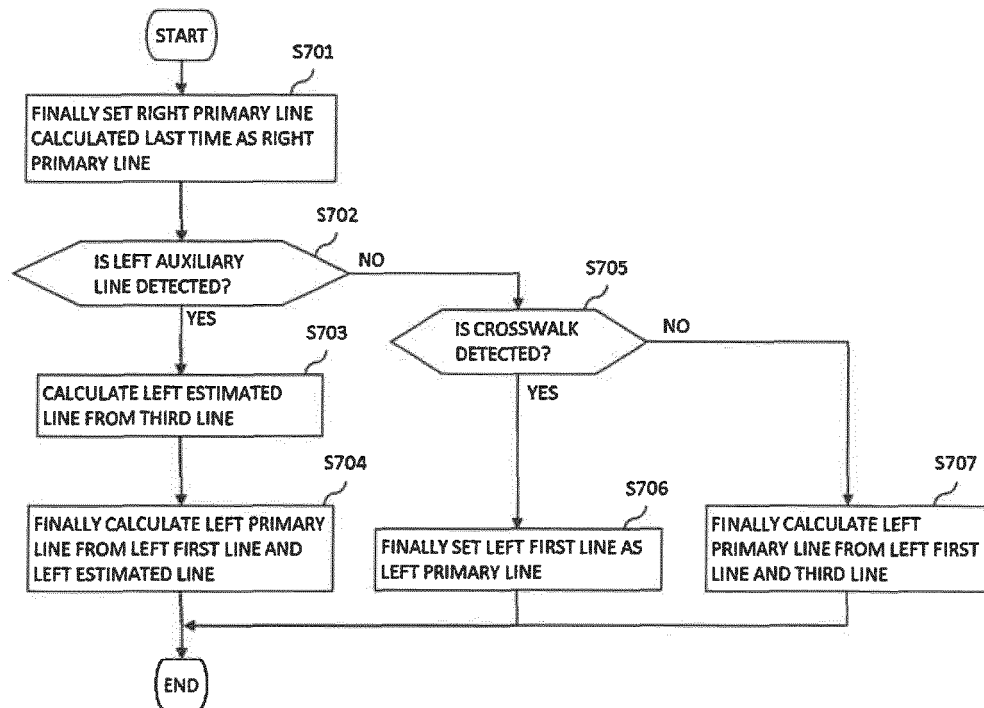 START
S701
FINALLY SET RIGHT PRIMARY LINE
CALCULATED LAST TIME AS RIGHT
PRIMARY LINE
S702
IS LEFT AUXILIARY
LINE DETECTED?
NO
YES
S703
CALCULATE LEFT ESTIMATED
LINE FROM THIRD LINE
S704
FINALLY CALCULATE LEFT PRIMARY
LINE FROM LEFT FIRST LINE AND
LEFT ESTIMATED LINE
S705
IS CROSSWALK
DETECTED?
NO
YES
S706
FINALLY SET LEFT FIRST LINE AS
LEFT PRIMARY LINE
S707
FINALLY CALCULATE LEFT
PRIMARY LINE FROM LEFT FIRST
LINE AND THIRD LINE
END